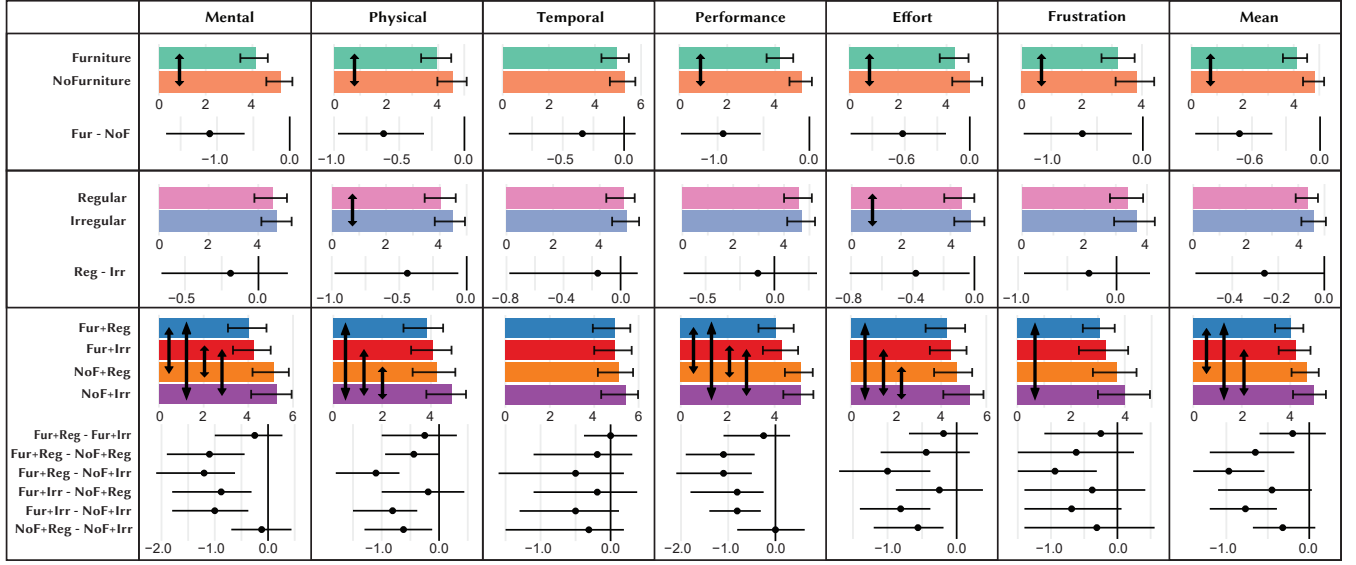 Mental Physical Temporal Performance Effort Frustration Mean
Furniture
NoFurniture
0 2 4 0 2 4 0 2 4 6 0 2 4 0 2 4 0 2 4 0 2 4
Fur - NoF
−1.0 0.0 −1.0 −0.5 0.0 −0.5 0.0 −1.0 0.0 −0.6 0.0 −1.0 0.0 −0.6 0.0
Regular
Irregular
0 2 4 0 2 4 0 2 4 0 2 4 0 2 4 0 2 4 0 2 4
Reg - Irr
−0.5 0.0 −1.0 −0.5 0.0 −0.8 −0.4 0.0 −0.5 0.0 −0.8 −0.4 0.0 −1.0 0.0 −0.4 −0.2 0.0
Fur+Reg
Fur+Irr
NoF+Reg
NoF+Irr
0 2 4 6 0 2 4 0 2 4 6 0 2 4 0 2 4 6 0 2 4 0 2 4
Fur+Reg - Fur+Irr
Fur+Reg - NoF+Reg
Fur+Reg - NoF+Irr
Fur+Irr - NoF+Reg
Fur+Irr - NoF+Irr
NoF+Reg - NoF+Irr
−2.0 −1.0 0.0 −1.0 0.0 −1.0 0.0 −2.0 −1.0 0.0 −1.0 0.0 −1.0 0.0 −1.0 0.0